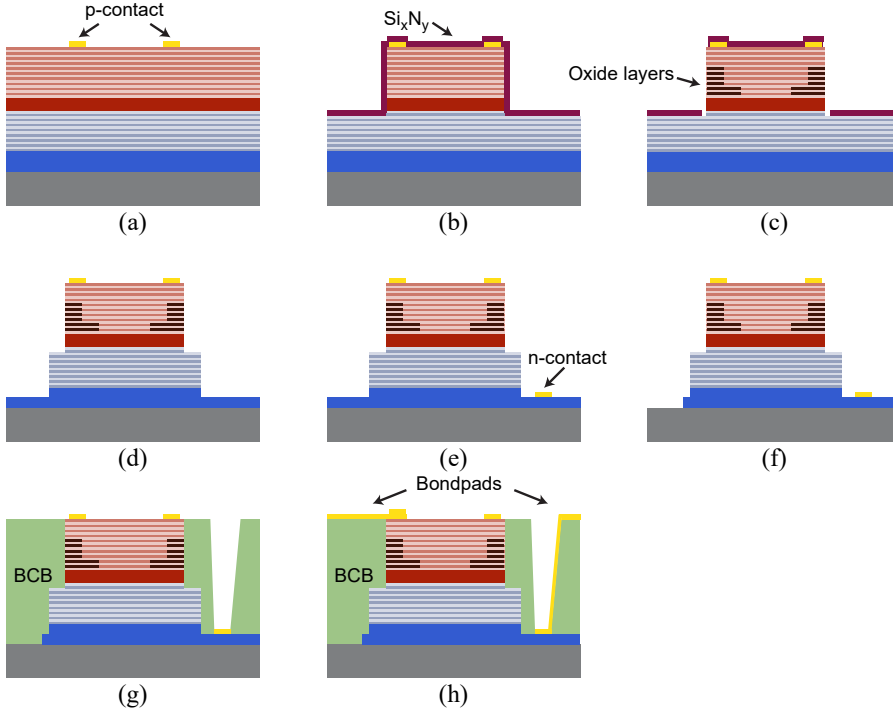 p-contact
SixNy
Oxide layers
(a)
(b)
(c)
n-contact
(d)
(e)
(f)
Bondpads
BCB
BCB
(g)
(h)